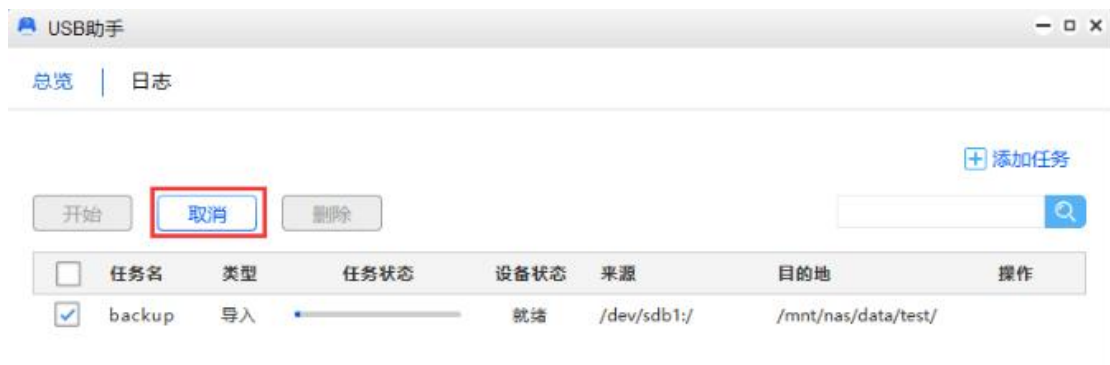 USB助手
总览 日志
添加任务
开始 取消 删除
任务名 类型 任务状态 设备状态 来源 目的地 操作
backup 导入 就绪 /dev/sdb1:/ /mnt/nas/data/test/